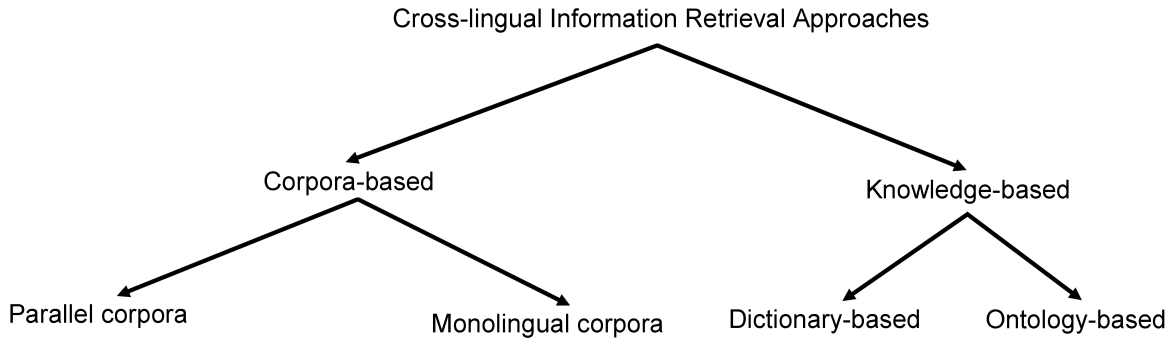 Cross-lingual Information Retrieval Approaches
Corpora-based
Knowledge-based
Parallel corpora
Monolingual corpora
Dictionary-based
Ontology-based